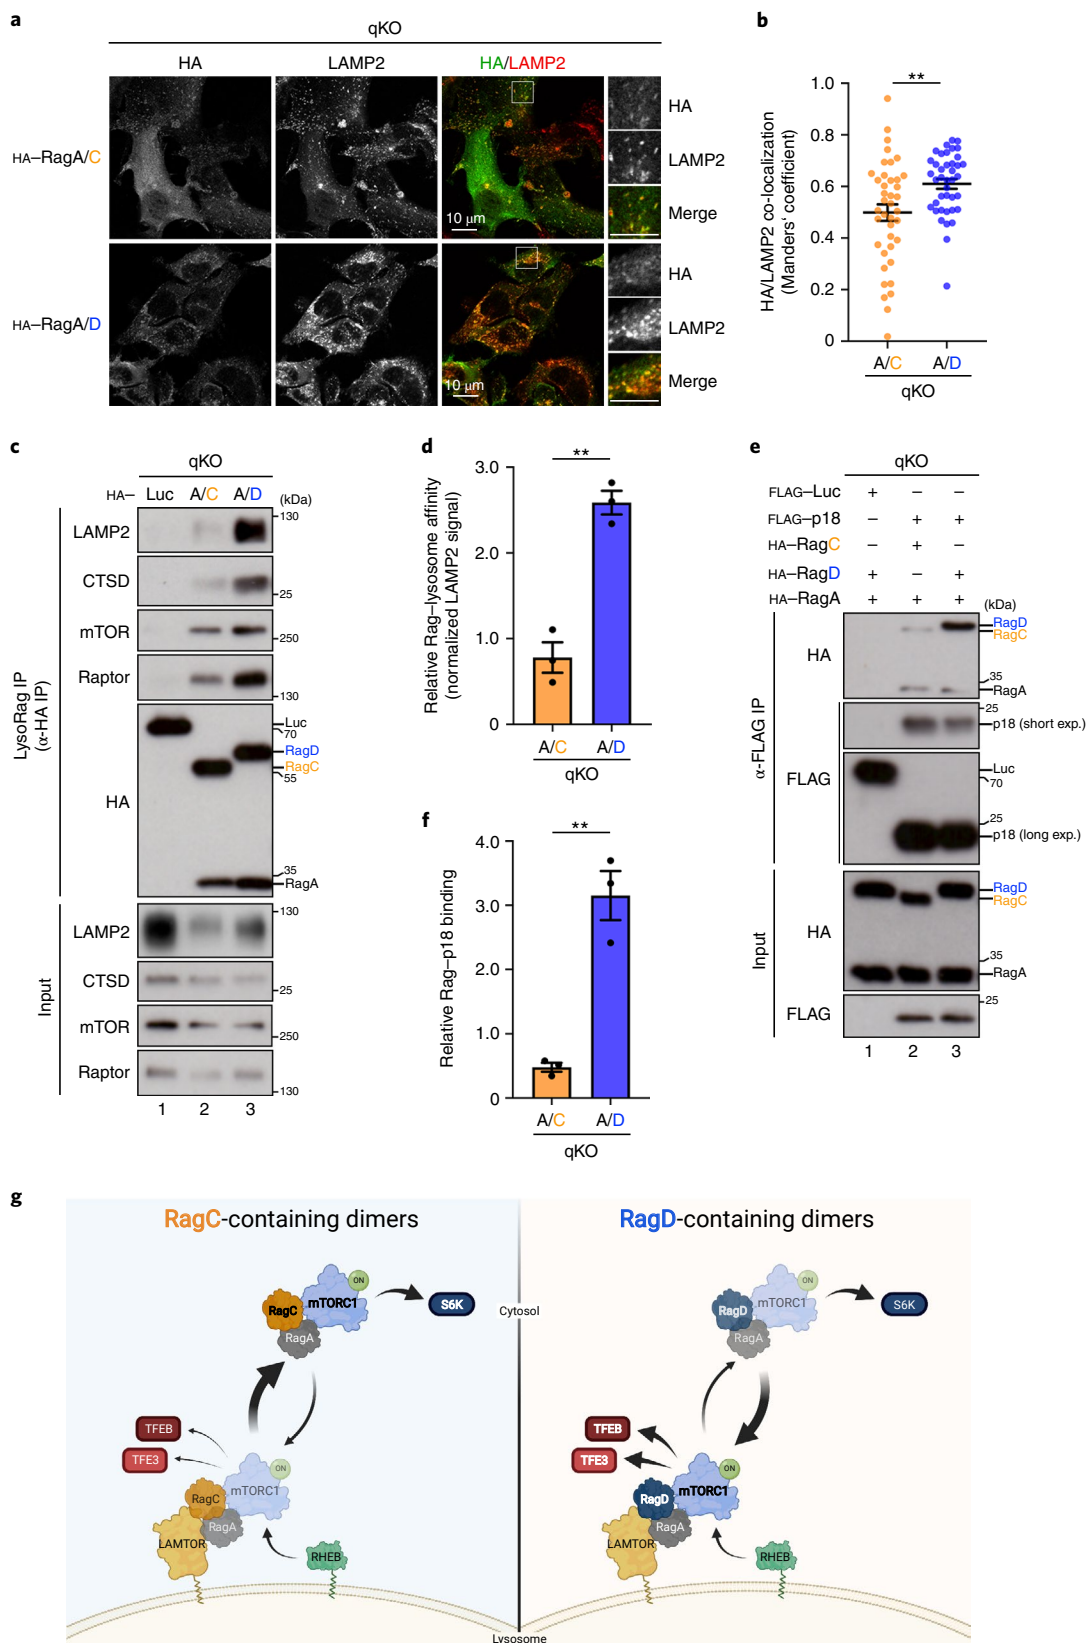 a
qKO
HA
LAMP2
HA/LAMP2
HA–RagA/C
HA
LAMP2
Merge
10 μm
HA–RagA/D
HA
LAMP2
Merge
10 μm
b
HA/LAMP2 co-localization
(Manders‘ coefficient)
1.0
0.8
0.6
0.4
0.2
0
**
A/C
A/D
qKO
c
qKO
HA–
Luc
A/C
A/D
(kDa)
LysoRag IP
(α-HA IP)
LAMP2
130
CTSD
25
mTOR
250
Raptor
130
HA
Luc
70
RagD
RagC
55
35
RagA
Input
LAMP2
130
CTSD
25
mTOR
250
Raptor
130
1 2 3
d
Relative Rag–lysosome affinity
(normalized LAMP2 signal)
3.0
2.0
1.0
0
**
A/C
A/D
qKO
e
qKO
FLAG–Luc + – –
FLAG–p18 – + +
HA–RagC – + –
HA–RagD + – +
HA–RagA + + +
(kDa)
α-FLAG IP
HA
RagD
RagC
35
RagA
FLAG
25
p18 (short exp.)
Luc
70
25
p18 (long exp.)
Input
HA
RagD
RagC
35
RagA
FLAG
25
1 2 3
f
Relative Rag–p18 binding
4.0
3.0
2.0
1.0
0
**
A/C
A/D
qKO
g
RagC-containing dimers
ON
mTORC1
RagC
RagA
S6K
TFEB
TFE3
ON
mTORC1
RagC
RagA
LAMTOR
RHEB
Cytosol
Lysosome
RagD-containing dimers
ON
mTORC1
RagD
RagA
S6K
TFEB
TFE3
ON
mTORC1
RagD
RagA
LAMTOR
RHEB